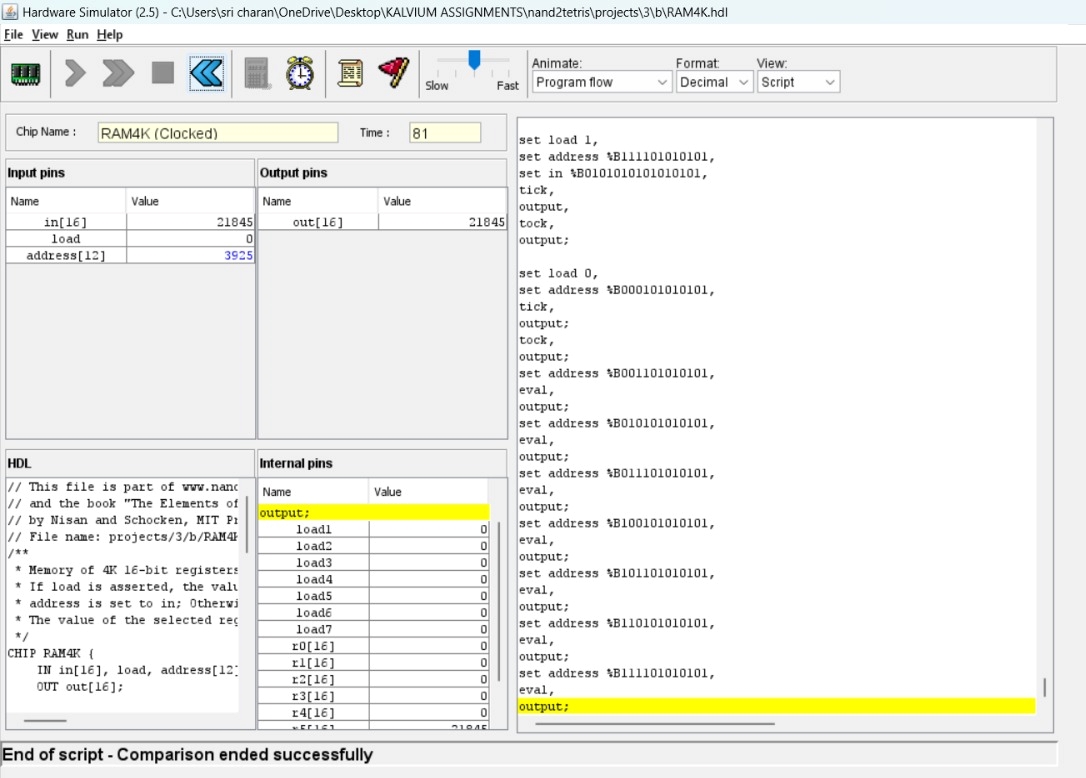 Hardware Simulator (2.5) - C:\Users\sri charan\OneDrive\Desktop\KALVIUM ASSIGNMENTS\nand2tetris\projects\3\b\RAM4K.hdl
File View Run Help
Slow Fast
Animate: Format: View:
Program flow Decimal Script
Chip Name : RAM4K (Clocked) Time : 81
Input pins
Name Value
in[16] 21845
load 0
address[12] 3925
Output pins
Name Value
out[16] 21845
HDL
// This file is part of www.nand
// and the book "The Elements of
// by Nisan and Schocken, MIT Pr
// File name: projects/3/b/RAM4K
/**
* Memory of 4K 16-bit registers
* If load is asserted, the valu
* address is set to in; Otherwi
* The value of the selected reg
*/
CHIP RAM4K {
IN in[16], load, address[12]
OUT out[16];
Internal pins
Name Value
output;
load1 0
load2 0
load3 0
load4 0
load5 0
load6 0
load7 0
r0[16] 0
r1[16] 0
r2[16] 0
r3[16] 0
r4[16] 0
r5[16] 21845
set load 1,
set address %B111101010101,
set in %B0101010101010101,
tick,
output,
tock,
output;
set load 0,
set address %B000101010101,
tick,
output;
tock,
output;
set address %B001101010101,
eval,
output;
set address %B010101010101,
eval,
output;
set address %B011101010101,
eval,
output;
set address %B100101010101,
eval,
output;
set address %B101101010101,
eval,
output;
set address %B110101010101,
eval,
output;
set address %B111101010101,
eval,
output;
End of script - Comparison ended successfully